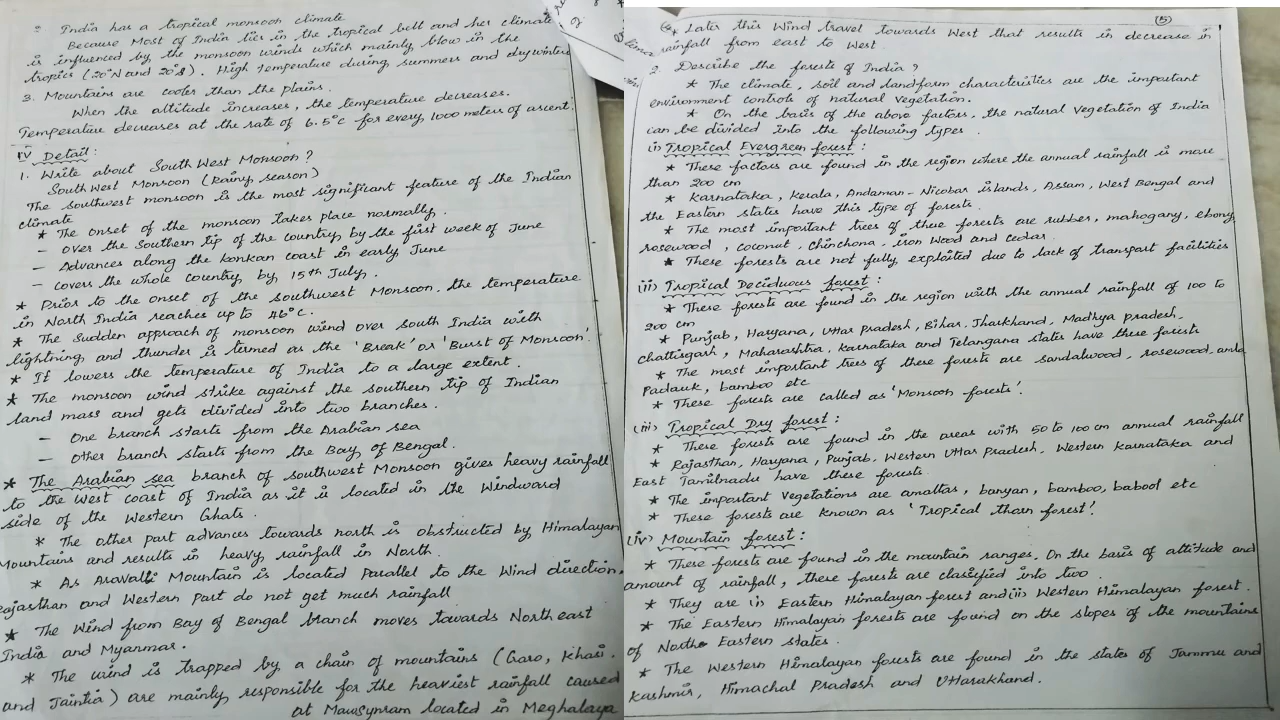 2. India has a tropical monsoon climate
Because Most of India lies in the tropical belt and her climate
is influenced by the monsoon winds which mainly blow in the
tropics (20°N and 20°S). High temperature during summers and dry winter
3. Mountains are cooler than the plains.
When the altitude increases, the temperature decreases.
Temperature decreases at the rate of 6.5°c for every 1000 meters of ascent.
IV Detail:
1. Write about South West Monsoon?
South West Monsoon (Rainy season)
The southwest monsoon is the most significant feature of the Indian
climate
* The onset of the monsoon takes place normally.
- over the Southern tip of the country by the first week of June
- Advances along the konkan coast in early June
- covers the whole country by 15th July.
* Prior to the onset of the southwest Monsoon, the temperature
in North India reaches up to 46°c.
* The Sudden approach of monsoon wind over South India with
lightning and thunder is termed as the 'Break' or 'Burst of Monsoon'.
* It lowers the temperature of India to a large extent.
* The monsoon wind strike against the southern tip of Indian
land mass and gets divided into two branches.
- One branch starts from the Arabian sea
- Other branch starts from the Bay of Bengal.
* The Arabian sea branch of southwest Monsoon gives heavy rainfall
to the West coast of India as it is located in the Windward
side of the Western Ghats.
* The other part advances towards north is obstructed by Himalayan
Mountains and results in heavy rainfall in North.
* As Aravalli Mountain is located Parallel to the Wind direction,
Rajasthan and Western Part do not get much rainfall
* The Wind from Bay of Bengal branch moves towards North east
India and Myanmar.
* The wind is trapped by a chain of mountains (Garo, Khasi.
and Jaintia) are mainly responsible for the heaviest rainfall caused
at Mawsynram located in Meghalaya
(5)
* Later this Wind travel towards West that results in decrease in
rainfall from east to West
2. Describe the forests of India?
* The climate, soil and landform characteristics are the important
environment controls of natural vegetation.
* On the basis of the above factors, the natural Vegetation of India
can be divided into the following types.
(i) Tropical Evergreen forest:
* These factors are found in the region where the annual rainfall is more
than 200 cm
* Karnataka, Kerala, Andaman-Nicobar islands, Assam, West Bengal and
the Eastern states have this type of forests.
* The most important trees of these forests are rubber, mahogany, ebony,
rosewood, coconut, chinchona, iron wood and Cedar.
* These forests are not fully exploited due to lack of transport facilities
(ii) Tropical Deciduous forest:
* These forests are found in the region with the annual rainfall of 100 to
200 cm
* Punjab, Haryana, Uttar Pradesh, Bihar, Jharkhand, Madhya pradesh,
chattisgarh, Maharashtra, Karnataka and Telangana states have these forests
* The most important trees of these forests are sandalwood, rosewood, amla
Padauk, bamboo etc
* These forests are called as 'Monsoon forests'.
(iii) Tropical Dry forest:
* These forests are found in the areas with 50 to 100 cm annual rainfall
* Rajasthan, Haryana, Punjab, Western Uttar Pradesh, Western Karnataka and
East Tamilnadu have these forests
* The important Vegetations are amaltas, banyan, bamboo, babool etc
* These forests are known as 'Tropical thorn forest'.
(iv) Mountain forest:
* These forests are found in the mountain ranges. On the basis of altitude and
amount of rainfall, these forests are classified into two.
* They are (i) Eastern Himalayan forest and (ii) Western Himalayan forest.
* The Eastern Himalayan forests are found on the slopes of the mountains
of North Eastern states.
* The Western Himalayan forests are found in the states of Jammu and
Kashmir, Himachal Pradesh and Uttarakhand.